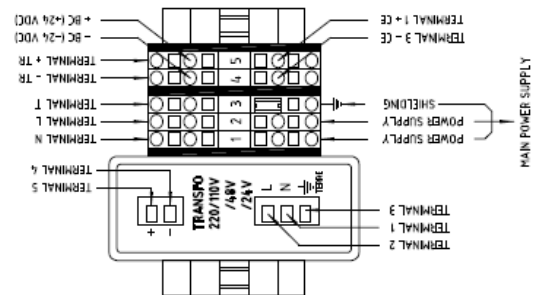 + BC (+24 VDC)
- BC (-24 VDC)
TERMINAL + TR
TERMINAL - TR
TERMINAL T
TERMINAL L
TERMINAL N
TERMINAL 4
TERMINAL 5
5
4
3
2
1
TERMINAL 1 + CE
TERMINAL 3 - CE
SHIELDING
POWER SUPPLY
POWER SUPPLY
MAIN POWER SUPPLY
TRANSPO
220/110V
/48V
/24V
+ -
L N TERRE
TERMINAL 3
TERMINAL 1
TERMINAL 2